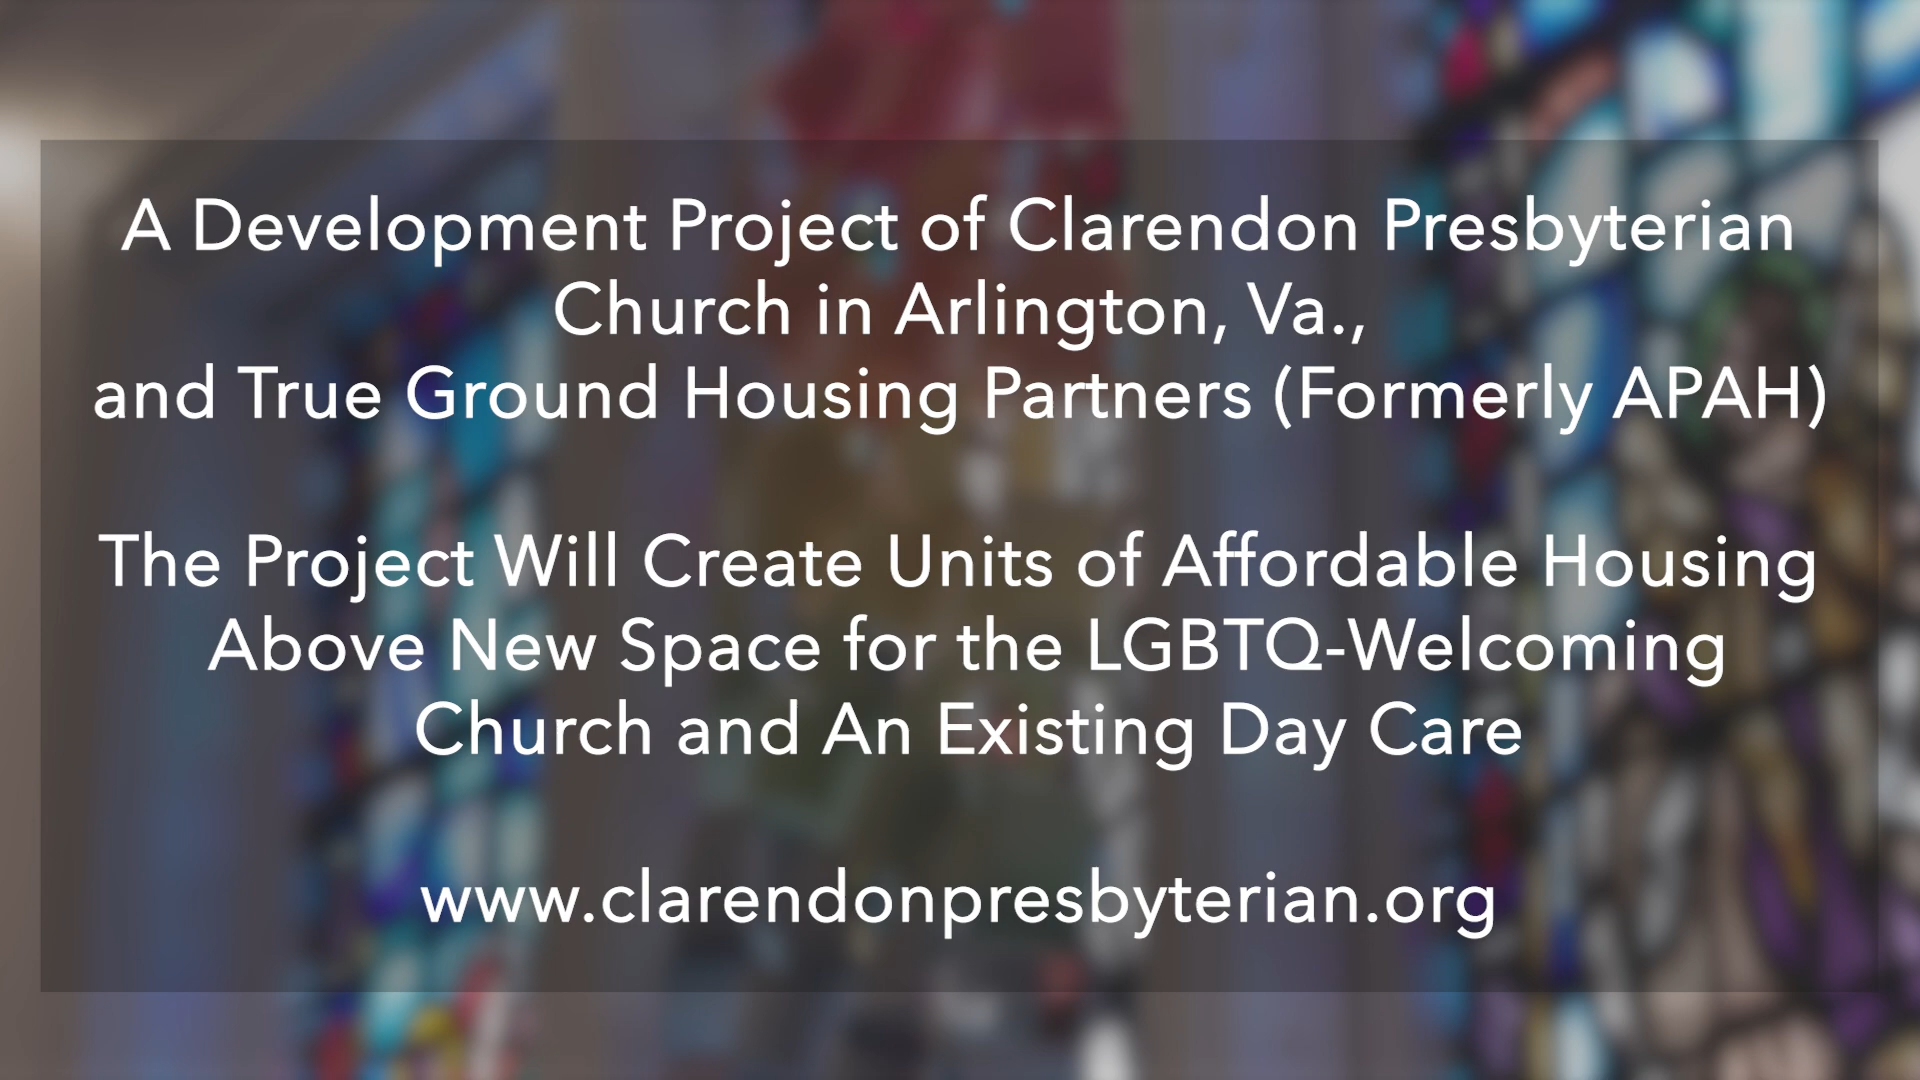 A Development Project of Clarendon Presbyterian
Church in Arlington, Va.,
and True Ground Housing Partners (Formerly APAH)
The Project Will Create Units of Affordable Housing
Above New Space for the LGBTQ-Welcoming
Church and An Existing Day Care
www.clarendonpresbyterian.org